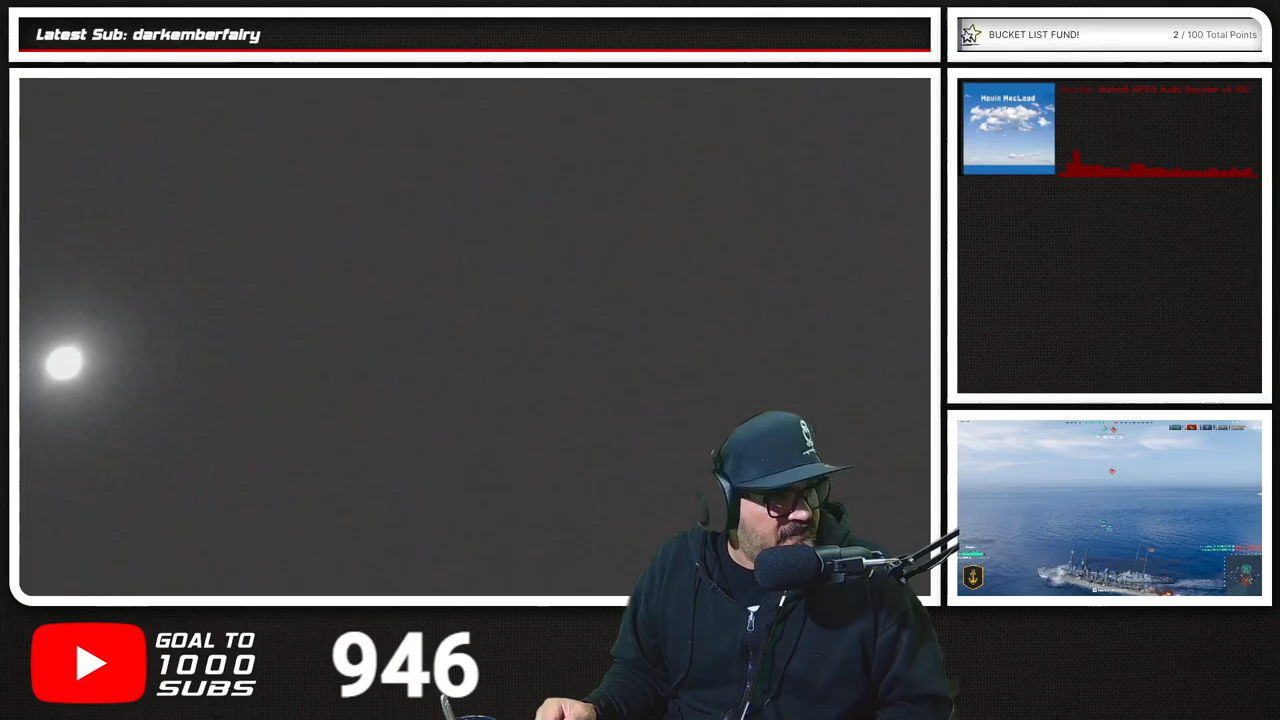 Latest Sub: darkemberfairy
BUCKET LIST FUND!
2 / 100 Total Points
Kevin MacLeod
GOAL TO
1000
SUBS
946